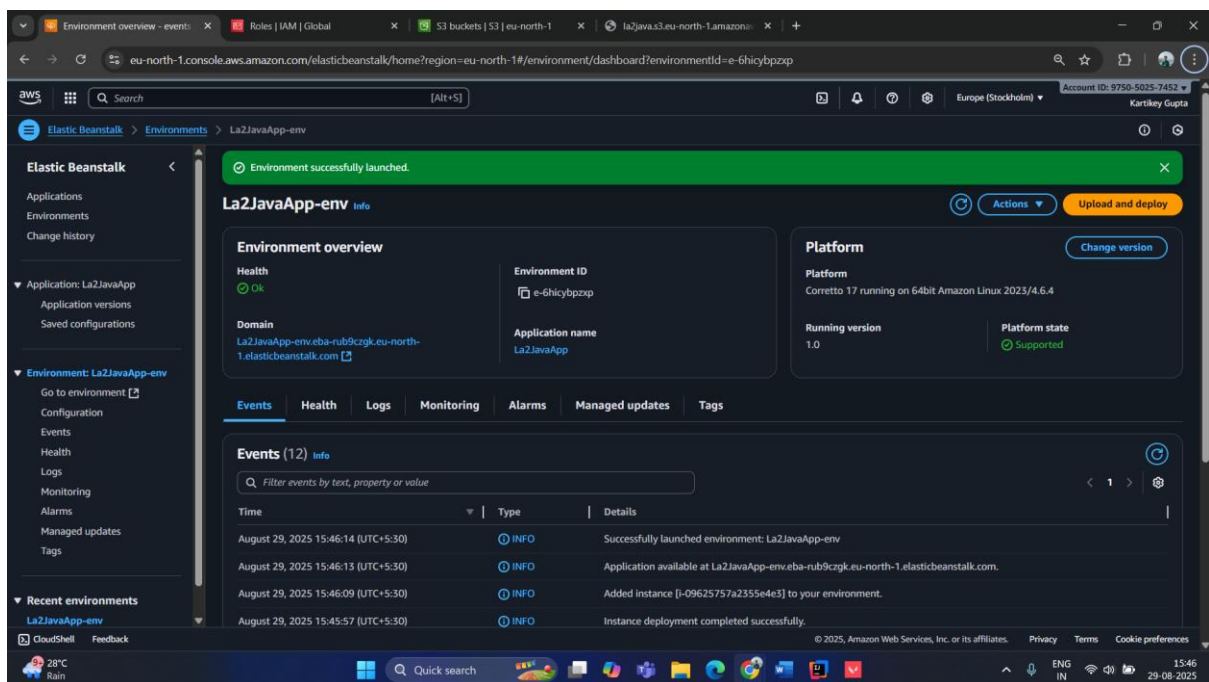 Environment overview - events
Roles | IAM | Global
S3 buckets | S3 | eu-north-1
la2java.s3.eu-north-1.amazonaw
eu-north-1.console.aws.amazon.com/elasticbeanstalk/home?region=eu-north-1#/environment/dashboard?environmentId=e-6hicybpzxp
aws
Search
[Alt+S]
Europe (Stockholm)
Account ID: 9750-5025-7452
Kartikey Gupta
Elastic Beanstalk > Environments > La2JavaApp-env
Elastic Beanstalk
Applications
Environments
Change history
Application: La2JavaApp
Application versions
Saved configurations
Environment: La2JavaApp-env
Go to environment
Configuration
Events
Health
Logs
Monitoring
Alarms
Managed updates
Tags
Recent environments
La2JavaApp-env
Environment successfully launched.
La2JavaApp-env Info
Actions
Upload and deploy
Environment overview
Health
Ok
Environment ID
e-6hicybpzxp
Domain
La2JavaApp-env.eba-rub9czgk.eu-north-
1.elasticbeanstalk.com
Application name
La2JavaApp
Platform
Change version
Platform
Corretto 17 running on 64bit Amazon Linux 2023/4.6.4
Running version
1.0
Platform state
Supported
Events Health Logs Monitoring Alarms Managed updates Tags
Events (12) Info
Filter events by text, property or value
1
Time Type Details
August 29, 2025 15:46:14 (UTC+5:30) INFO Successfully launched environment: La2JavaApp-env
August 29, 2025 15:46:13 (UTC+5:30) INFO Application available at La2JavaApp-env.eba-rub9czgk.eu-north-1.elasticbeanstalk.com.
August 29, 2025 15:46:09 (UTC+5:30) INFO Added instance [i-09625757a2355e4e3] to your environment.
August 29, 2025 15:45:57 (UTC+5:30) INFO Instance deployment completed successfully.
CloudShell Feedback
© 2025, Amazon Web Services, Inc. or its affiliates. Privacy Terms Cookie preferences
9+
28°C
Rain
Quick search
ENG
IN
15:46
29-08-2025